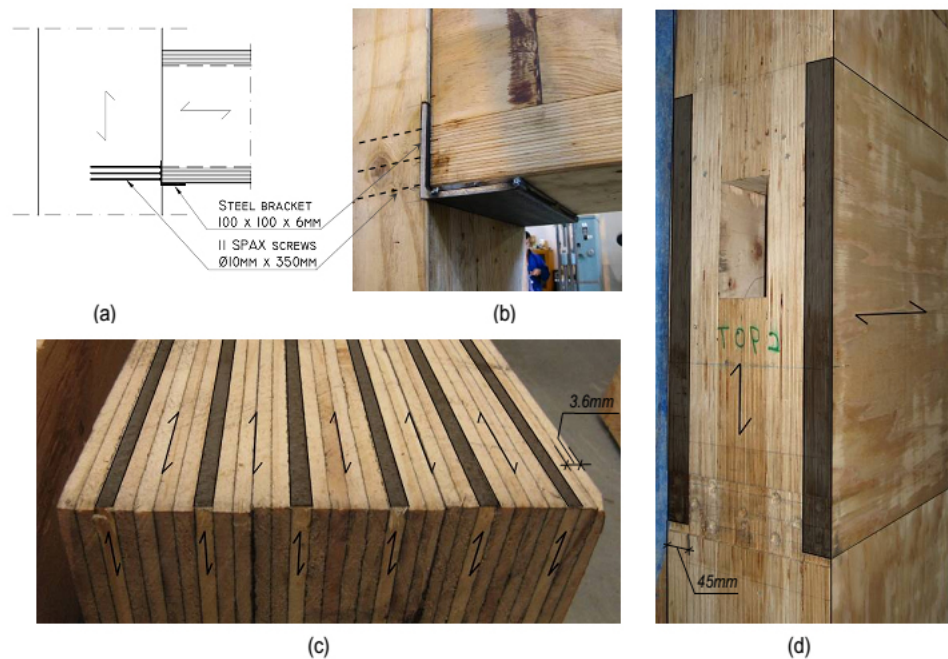 STEEL BRACKET
100 X 100 X 6MM
11 SPAX SCREWS
Ø10MM X 350MM
(a)
(b)
3.6mm
(c)
TOP2
45mm
(d)